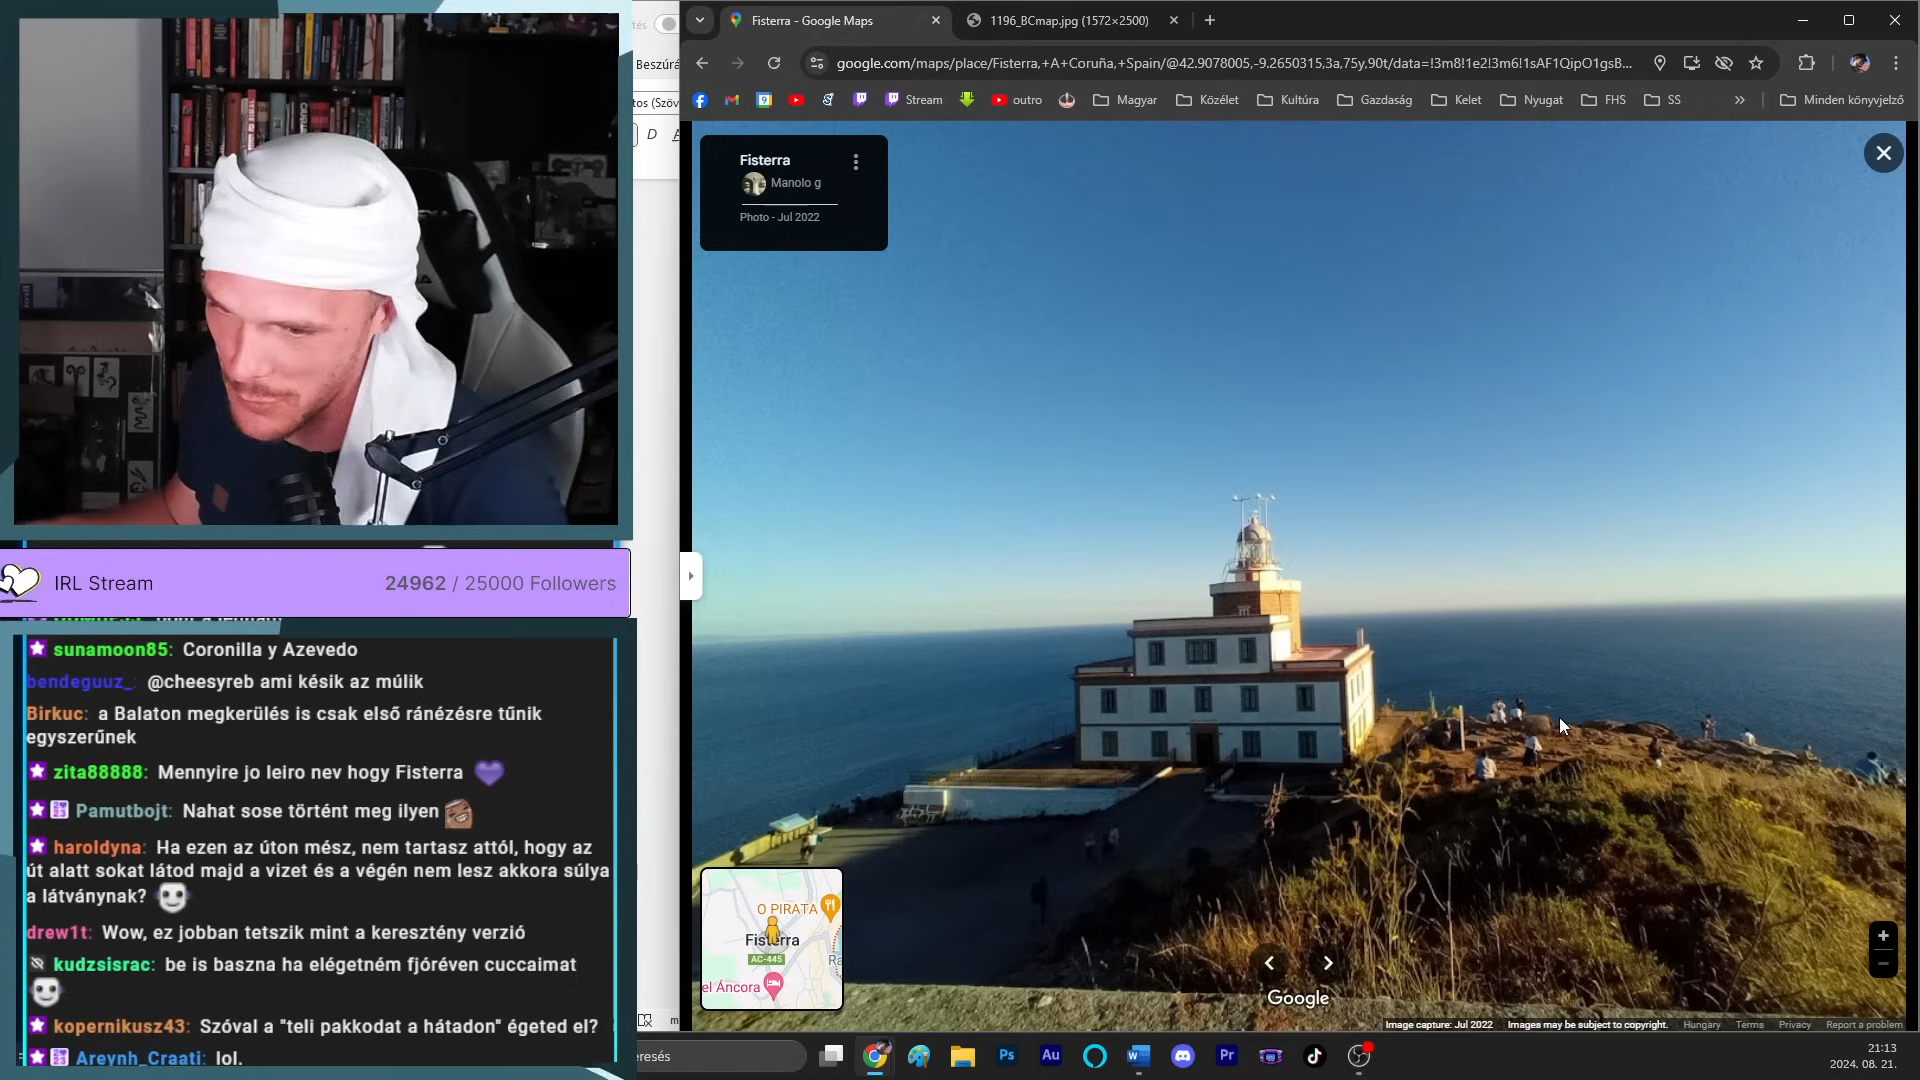 Fisterra - Google Maps
1196_BCmap.jpg (1572×2500)
tés
Beszúrá
google.com/maps/place/Fisterra,+A+Coruña,+Spain/@42.9078005,-9.2650315,3a,75y,90t/data=!3m8!1e2!3m6!1sAF1QipO1gsB...
Stream
outro
Magyar
Közélet
Kultúra
Gazdaság
Kelet
Nyugat
FHS
SS
»
Minden könyvjelző
tos (Szöv
D
Fisterra
Manolo g
Photo - Jul 2022
IRL Stream
24962 / 25000 Followers
sunamoon85: Coronilla y Azevedo
bendeguuz_: @cheesyreb ami késik az múlik
Birkuc: a Balaton megkerülés is csak első ránézésre tűnik
egyszerűnek
zita88888: Mennyire jo leiro nev hogy Fisterra
Pamutbojt: Nahat sose történt meg ilyen
haroldyna: Ha ezen az úton mész, nem tartasz attól, hogy az
út alatt sokat látod majd a vizet és a végén nem lesz akkora súlya
a látványnak?
drew1t: Wow, ez jobban tetszik mint a keresztény verzió
kudzsisrac: be is baszna ha elégetném fjóréven cuccaimat
kopernikusz43: Szóval a "teli pakkodat a hátadon" égeted el?
Areynh_Craati: lol.
O PIRATA
Fisterra
AC-445
Ra
el Áncora
Google
Image capture: Jul 2022
Images may be subject to copyright.
Hungary
Terms
Privacy
Report a problem
eresés
Ps
Au
Pr
21:13
2024. 08. 21.